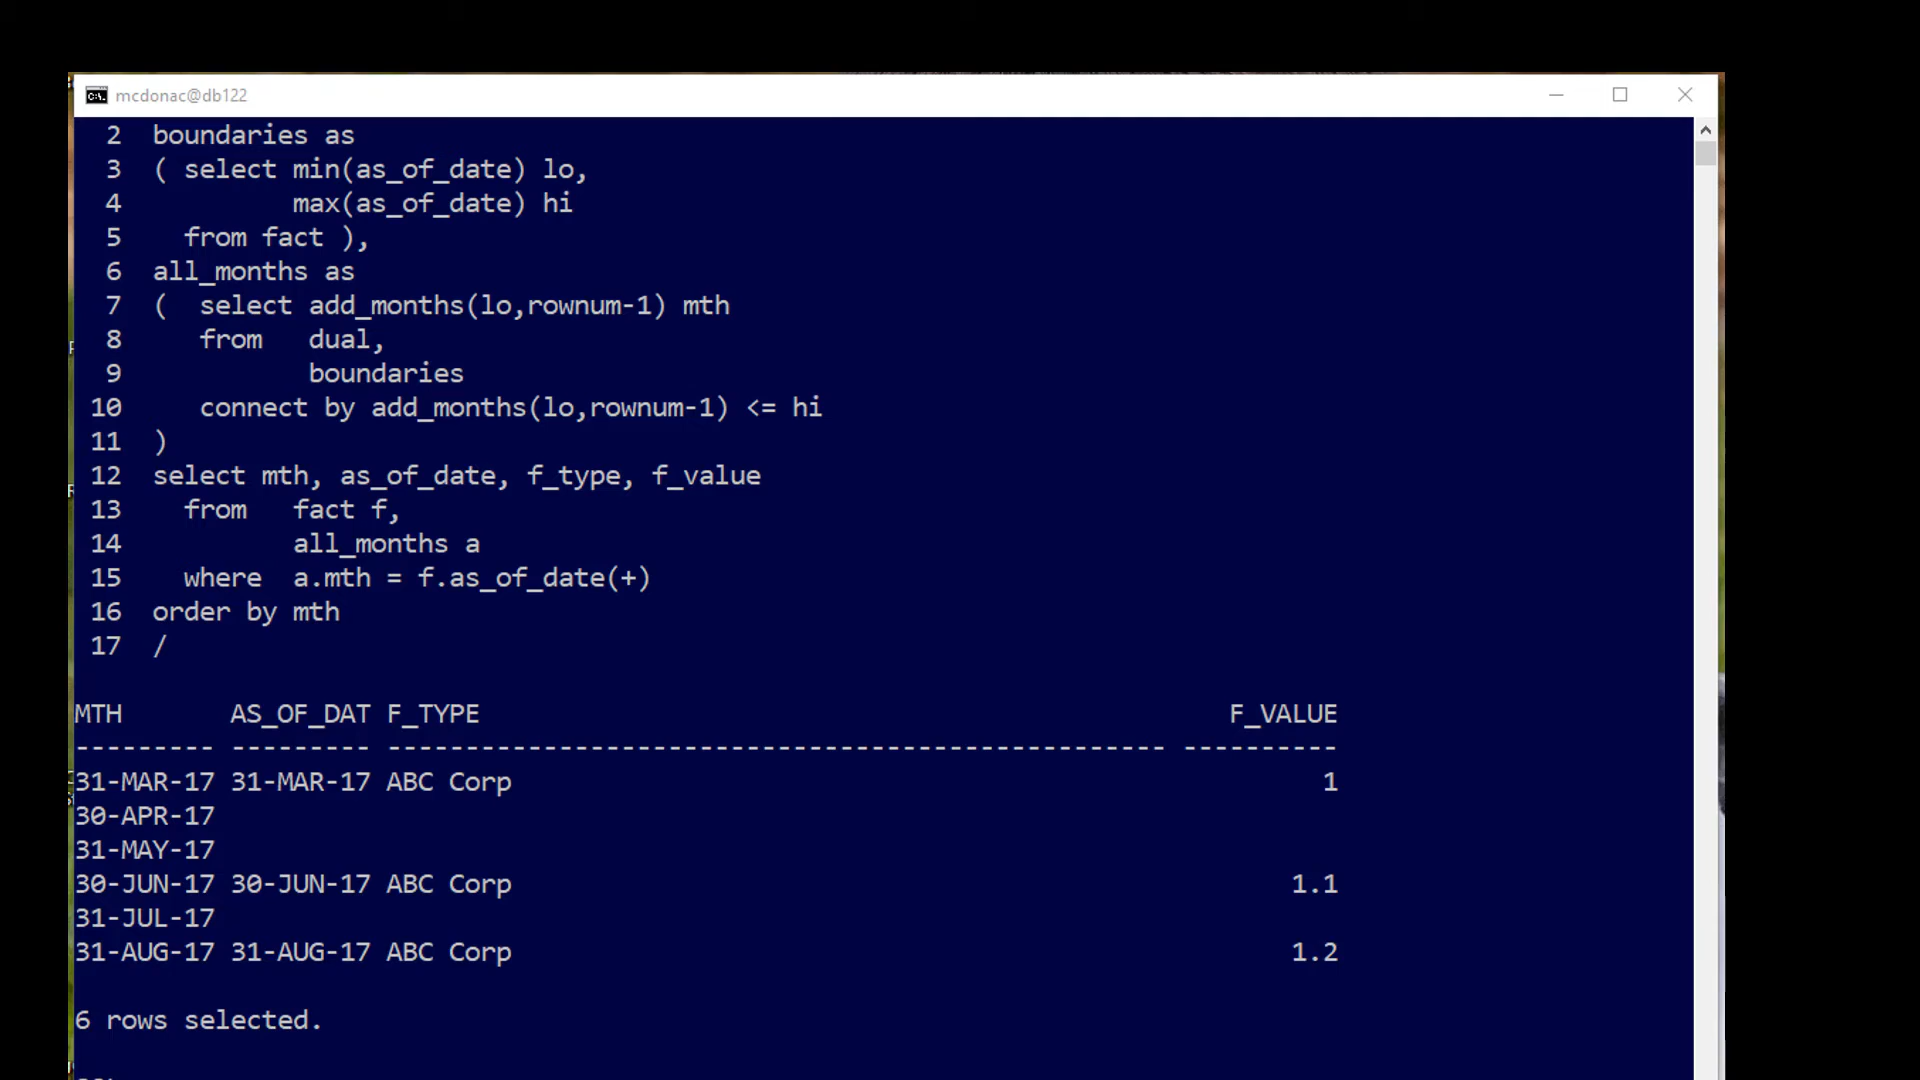 mcdonac@db122
2 boundaries as
3 ( select min(as_of_date) lo,
4 max(as_of_date) hi
5 from fact ),
6 all_months as
7 ( select add_months(lo,rownum-1) mth
8 from dual,
9 boundaries
10 connect by add_months(lo,rownum-1) <= hi
11 )
12 select mth, as_of_date, f_type, f_value
13 from fact f,
14 all_months a
15 where a.mth = f.as_of_date(+)
16 order by mth
17 /
MTH AS_OF_DAT F_TYPE F_VALUE
--------- --------- -------------------------------------------------- ----------
31-MAR-17 31-MAR-17 ABC Corp 1
30-APR-17
31-MAY-17
30-JUN-17 30-JUN-17 ABC Corp 1.1
31-JUL-17
31-AUG-17 31-AUG-17 ABC Corp 1.2
6 rows selected.